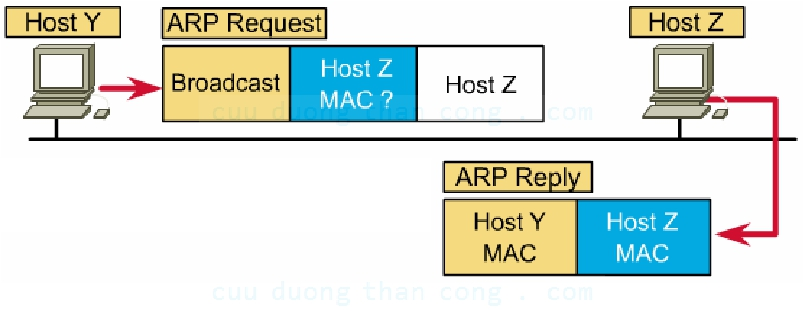 Host Y
ARP Request
Host Z
Broadcast
Host Z
MAC ?
Host Z
cuu duong than cong . com
ARP Reply
Host Y
MAC
Host Z
MAC
cuu duong than cong . com